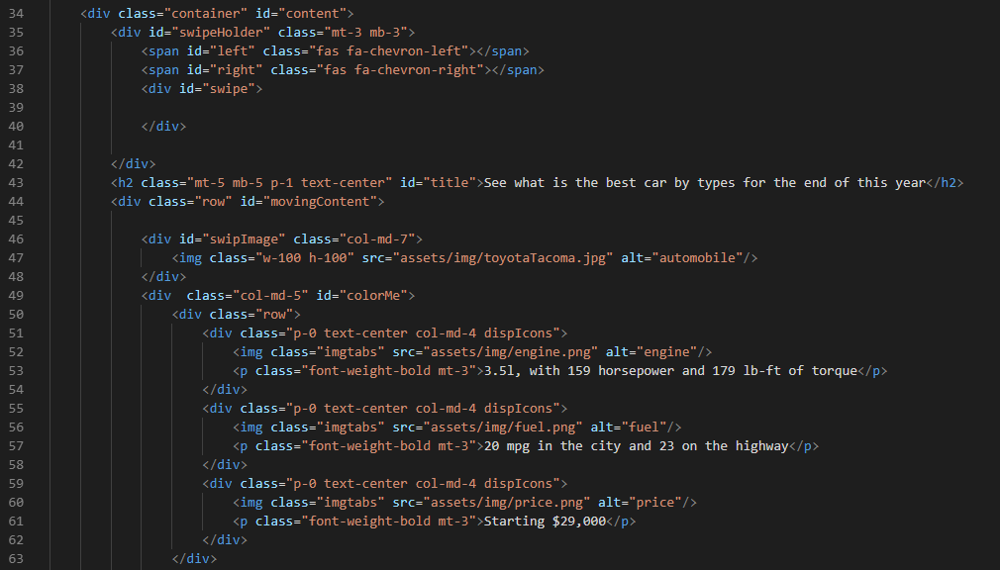 34 <div class="container" id="content">
35 <div id="swipeHolder" class="mt-3 mb-3">
36 <span id="left" class="fas fa-chevron-left"></span>
37 <span id="right" class="fas fa-chevron-right"></span>
38 <div id="swipe">
39
40 </div>
41
42 </div>
43 <h2 class="mt-5 mb-5 p-1 text-center" id="title">See what is the best car by types for the end of this year</h2>
44 <div class="row" id="movingContent">
45
46 <div id="swipImage" class="col-md-7">
47 <img class="w-100 h-100" src="assets/img/toyotaTacoma.jpg" alt="automobile"/>
48 </div>
49 <div  class="col-md-5" id="colorMe">
50 <div class="row">
51 <div class="p-0 text-center col-md-4 dispIcons">
52 <img class="imgtabs" src="assets/img/engine.png" alt="engine"/>
53 <p class="font-weight-bold mt-3">3.5l, with 159 horsepower and 179 lb-ft of torque</p>
54 </div>
55 <div class="p-0 text-center col-md-4 dispIcons">
56 <img class="imgtabs" src="assets/img/fuel.png" alt="fuel"/>
57 <p class="font-weight-bold mt-3">20 mpg in the city and 23 on the highway</p>
58 </div>
59 <div class="p-0 text-center col-md-4 dispIcons">
60 <img class="imgtabs" src="assets/img/price.png" alt="price"/>
61 <p class="font-weight-bold mt-3">Starting $29,000</p>
62 </div>
63 </div>